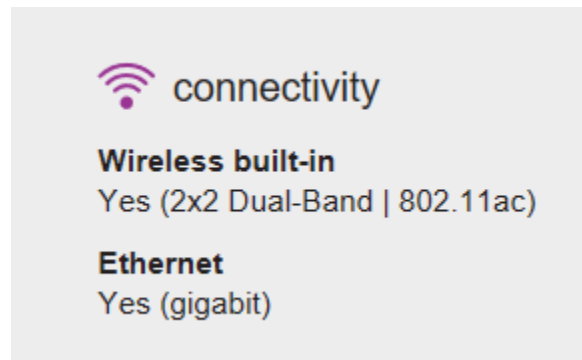 connectivity
Wireless built-in
Yes (2x2 Dual-Band | 802.11ac)
Ethernet
Yes (gigabit)